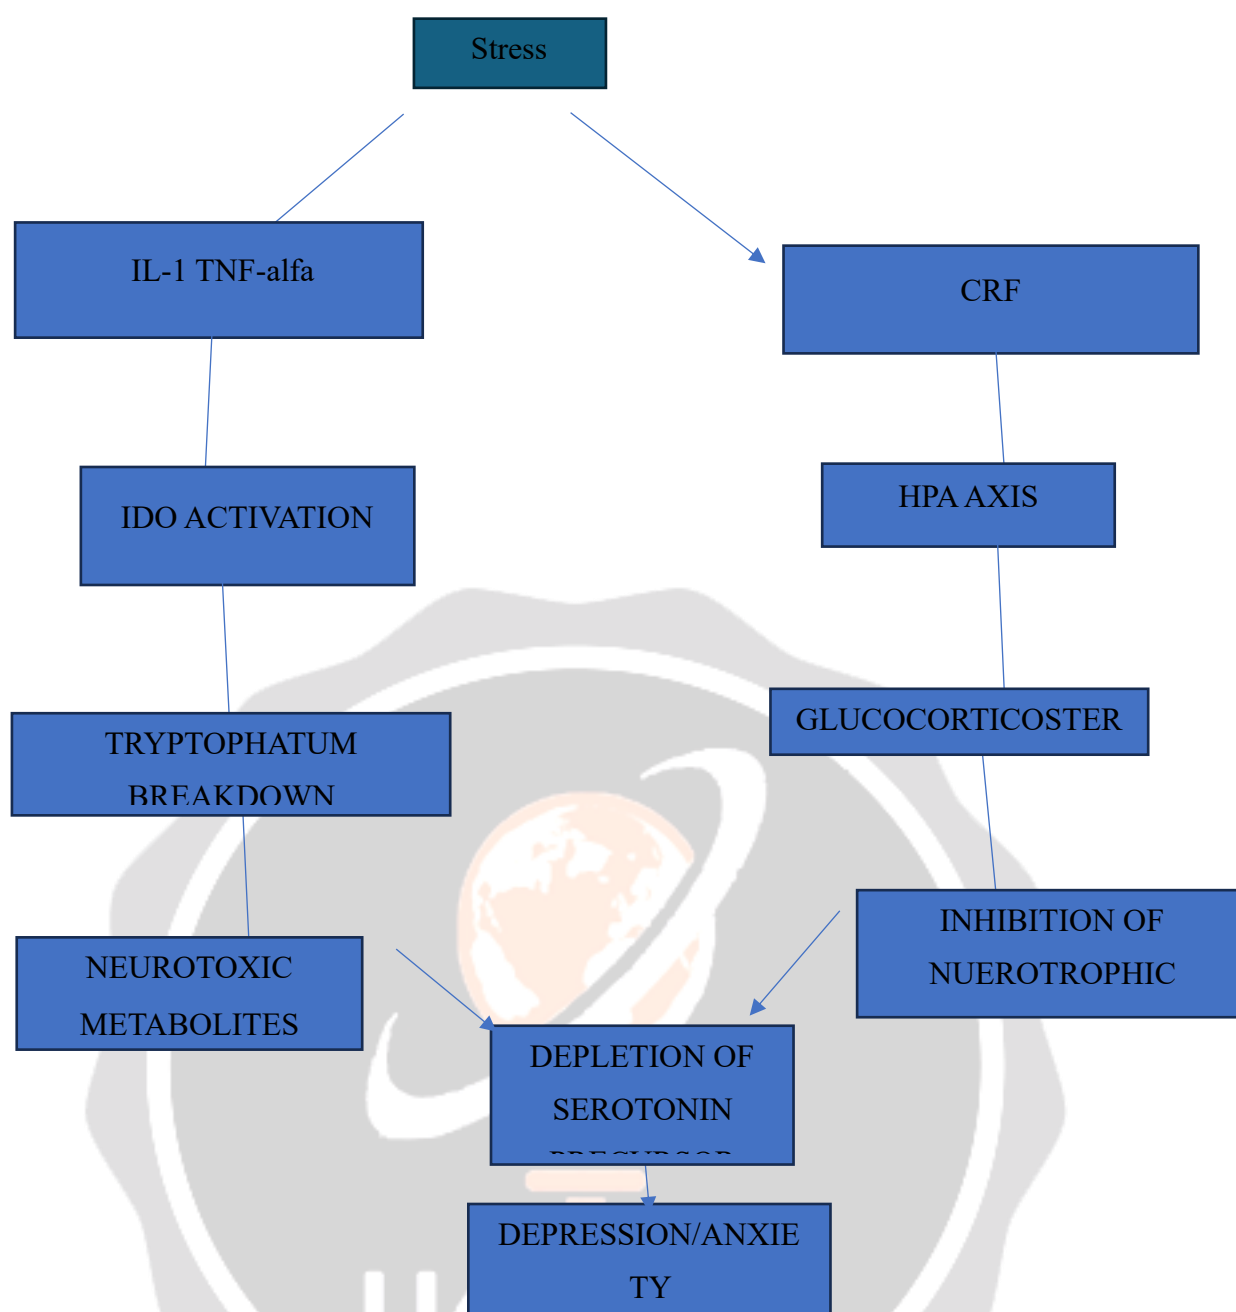 Stress
IL-1 TNF-alfa
CRF
IDO ACTIVATION
HPA AXIS
TRYPTOPHATUM
BREAKDOWN
GLUCOCORTICOSTER
NEUROTOXIC
METABOLITES
INHIBITION OF
NUEROTROPHIC
DEPLETION OF
SEROTONIN
PRECURSOR
DEPRESSION/ANXIE
TY